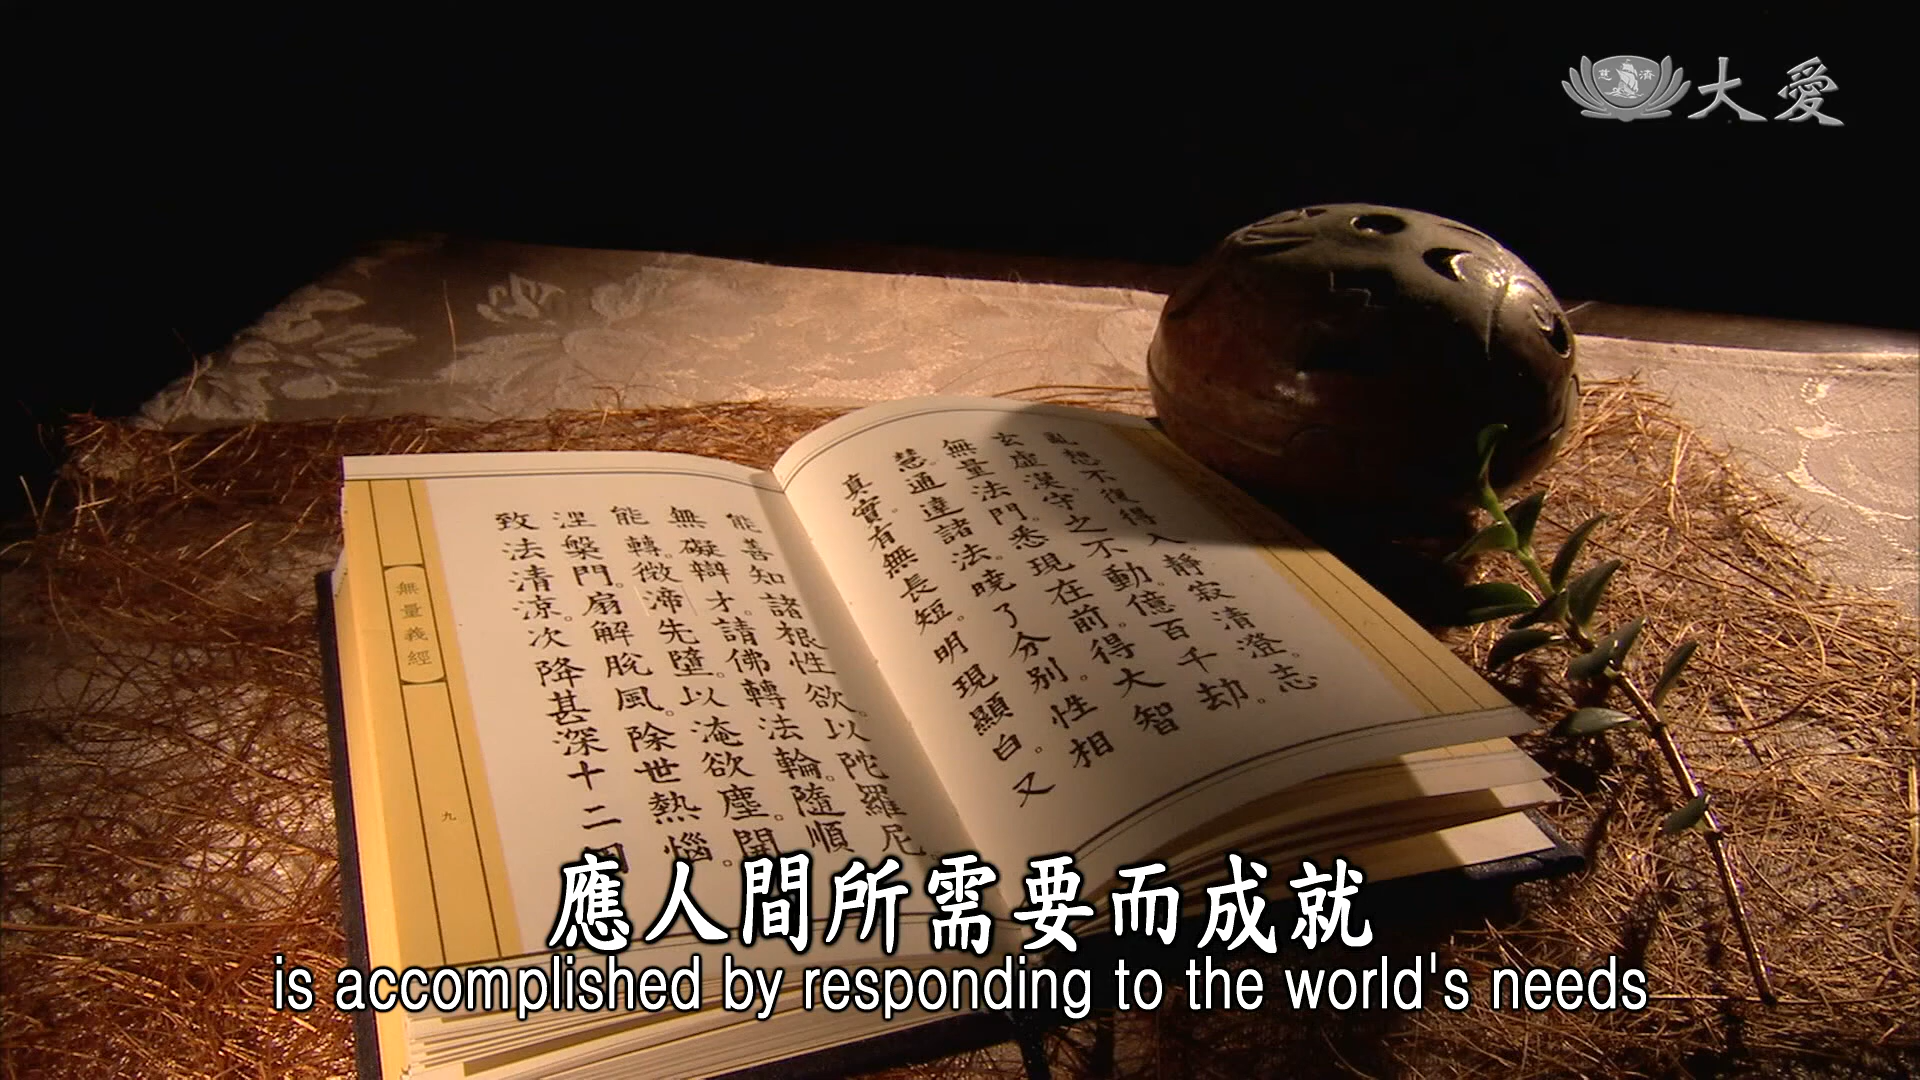 慈濟
大愛
亂想不復得入。靜寂清澄。志
玄虛漠。守之不動。億百千劫。
無量法門。悉現在前。得大智
慧。通達諸法。曉了分別。性相
真實。有無長短。明現顯白。又
能善知諸根性欲。以陀羅尼。
無礙辯才。請佛轉法輪。隨順
能轉。微渧先墮。以淹欲塵。開
涅槃門。扇解脫風。除世熱惱。
致法清涼。次降甚深十二因
無量義經
九
應人間所需要而成就
is accomplished by responding to the world's needs